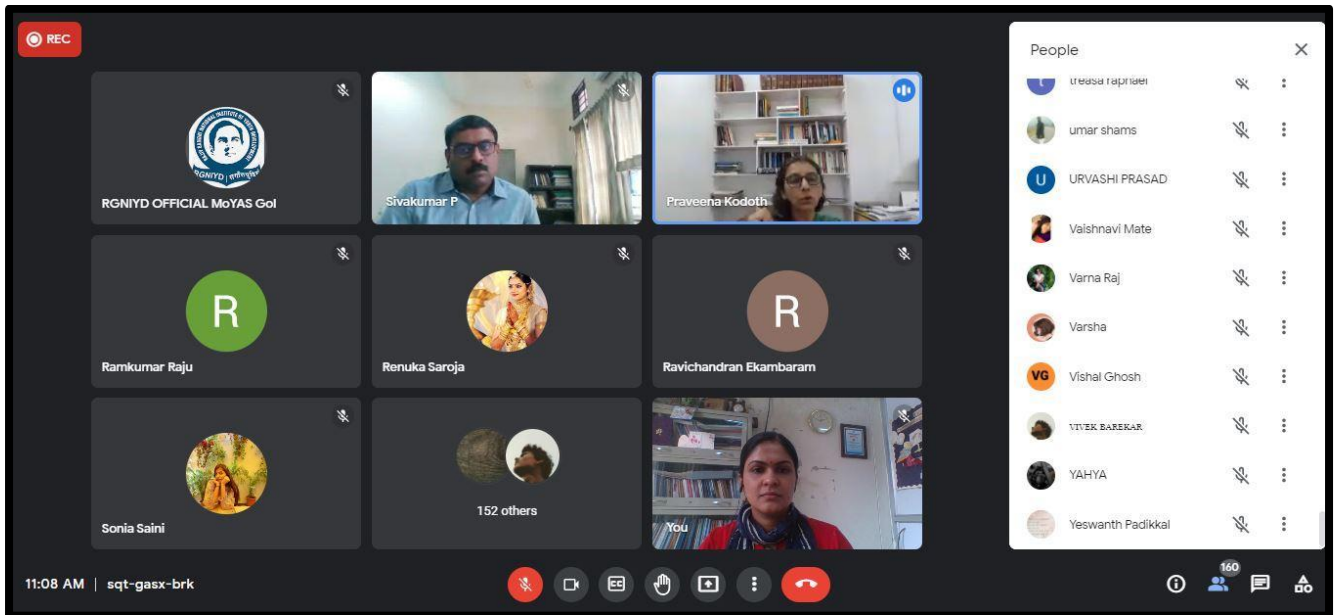 REC
RGNIYD OFFICIAL MoYAS GoI
Sivakumar P
Praveena Kodoth
R
Ramkumar Raju
Renuka Saroja
R
Ravichandran Ekambaram
Sonia Saini
152 others
You
People
treasa raphael
umar shams
U
URVASHI PRASAD
Vaishnavi Mate
Varna Raj
Varsha
VG
Vishal Ghosh
VIVEK BAREKAR
YAHYA
Yeswanth Padikkal
11:08 AM | sqt-gasx-brk
CC
160